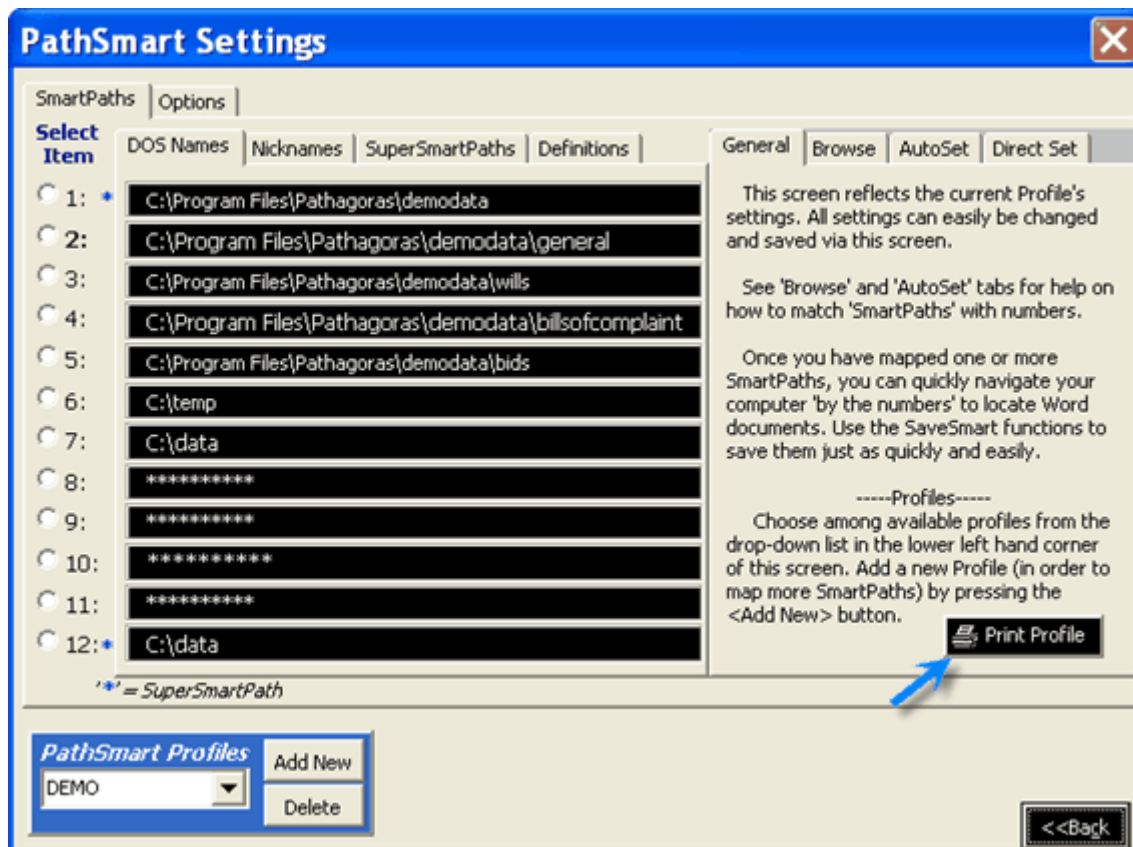 PathSmart Settings
SmartPaths Options
Select
Item
DOS Names Nicknames SuperSmartPaths Definitions
1: * C:\Program Files\Pathagoras\demodata
2: C:\Program Files\Pathagoras\demodata\general
3: C:\Program Files\Pathagoras\demodata\wills
4: C:\Program Files\Pathagoras\demodata\billsofcomplaint
5: C:\Program Files\Pathagoras\demodata\bids
6: C:\temp
7: C:\data
8: **********
9: **********
10: **********
11: **********
12:* C:\data
'*' = SuperSmartPath
General Browse AutoSet Direct Set
This screen reflects the current Profile's
settings. All settings can easily be changed
and saved via this screen.
See 'Browse' and 'AutoSet' tabs for help on
how to match 'SmartPaths' with numbers.
Once you have mapped one or more
SmartPaths, you can quickly navigate your
computer 'by the numbers' to locate Word
documents. Use the SaveSmart functions to
save them just as quickly and easily.
-----Profiles-----
Choose among available profiles from the
drop-down list in the lower left hand corner
of this screen. Add a new Profile (in order to
map more SmartPaths) by pressing the
<Add New> button.
Print Profile
PathSmart Profiles
DEMO
Add New
Delete
<<Back